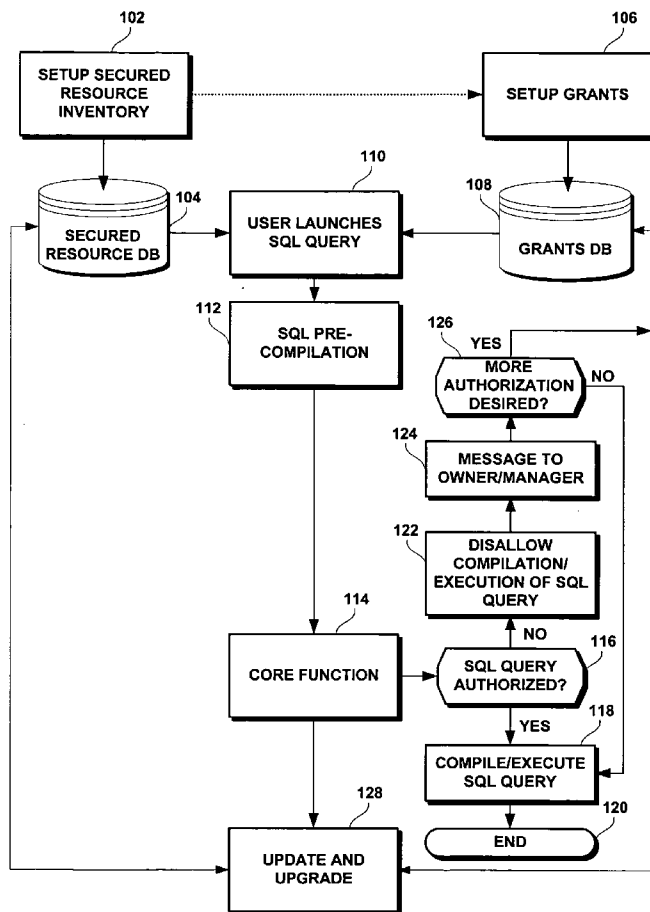 102
106
SETUP SECURED
RESOURCE
INVENTORY
SETUP GRANTS
110
104
108
SECURED
RESOURCE DB
USER LAUNCHES
SQL QUERY
GRANTS DB
112
SQL PRE-
COMPILATION
126
YES
MORE
AUTHORIZATION
DESIRED?
NO
124
MESSAGE TO
OWNER/MANAGER
122
DISALLOW
COMPILATION/
EXECUTION OF SQL
QUERY
114
NO
116
CORE FUNCTION
SQL QUERY
AUTHORIZED?
YES
118
COMPILE/EXECUTE
SQL QUERY
128
120
END
UPDATE AND
UPGRADE